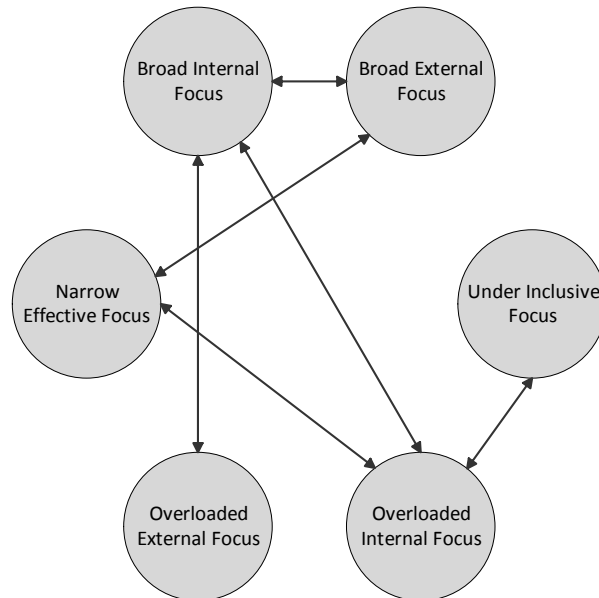 Broad Internal
Focus
Broad External
Focus
Narrow
Effective Focus
Under Inclusive
Focus
Overloaded
External Focus
Overloaded
Internal Focus